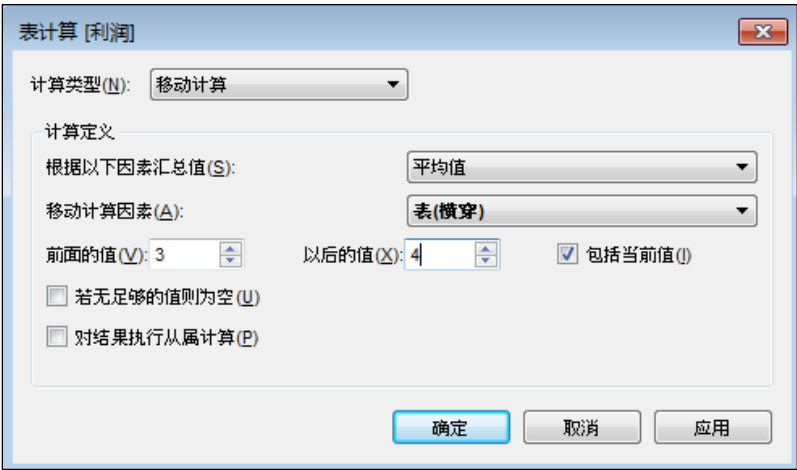 表计算 [利润]
计算类型(N): 移动计算
计算定义
根据以下因素汇总值(S): 平均值
移动计算因素(A): 表(横穿)
前面的值(V): 3 以后的值(X): 4 包括当前值(I)
若无足够的值则为空(U)
对结果执行从属计算(P)
确定 取消 应用